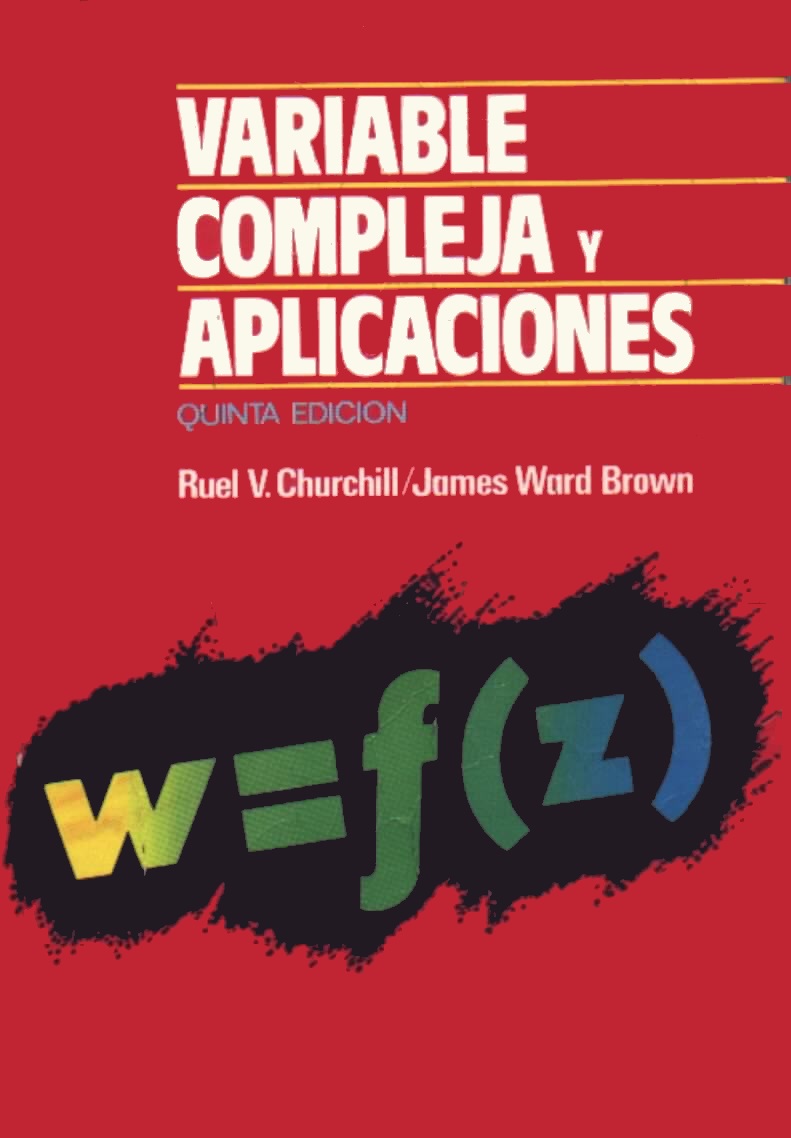 VARIABLE
COMPLEJA Y
APLICACIONES
QUINTA EDICION
Ruel V. Churchill/James Ward Brown
w=f(z)